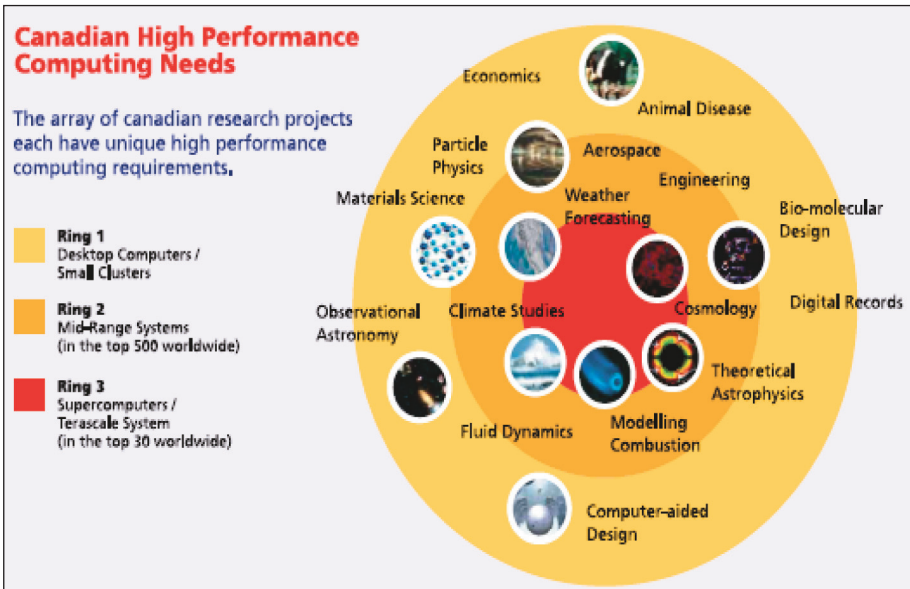 Canadian High Performance
Computing Needs
The array of canadian research projects
each have unique high performance
computing requirements.
Ring 1
Desktop Computers /
Small Clusters
Ring 2
Mid-Range Systems
(in the top 500 worldwide)
Ring 3
Supercomputers /
Terascale System
(in the top 30 worldwide)
Economics
Animal Disease
Particle
Physics
Aerospace
Engineering
Materials Science
Weather
Forecasting
Bio-molecular
Design
Observational
Astronomy
Climate Studies
Cosmology
Digital Records
Theoretical
Astrophysics
Fluid Dynamics
Modelling
Combustion
Computer-aided
Design